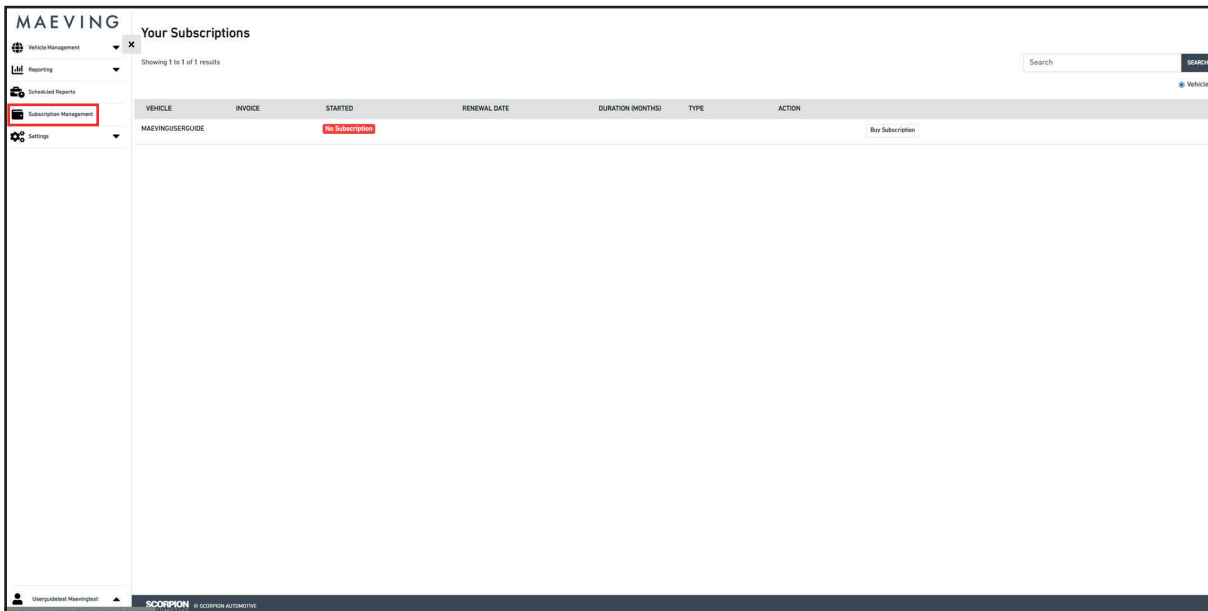 MAEVING
Vehicle Management
Reporting
Scheduled Reports
Subscription Management
Settings
Your Subscriptions
Showing 1 to 1 of 1 results
Search SEARCH
Vehicle
VEHICLE INVOICE STARTED RENEWAL DATE DURATION (MONTHS) TYPE ACTION
MAEVINGUSERGUIDE No Subscription Buy Subscription
Userguidetest Maevingtest
SCORPION © SCORPION AUTOMOTIVE